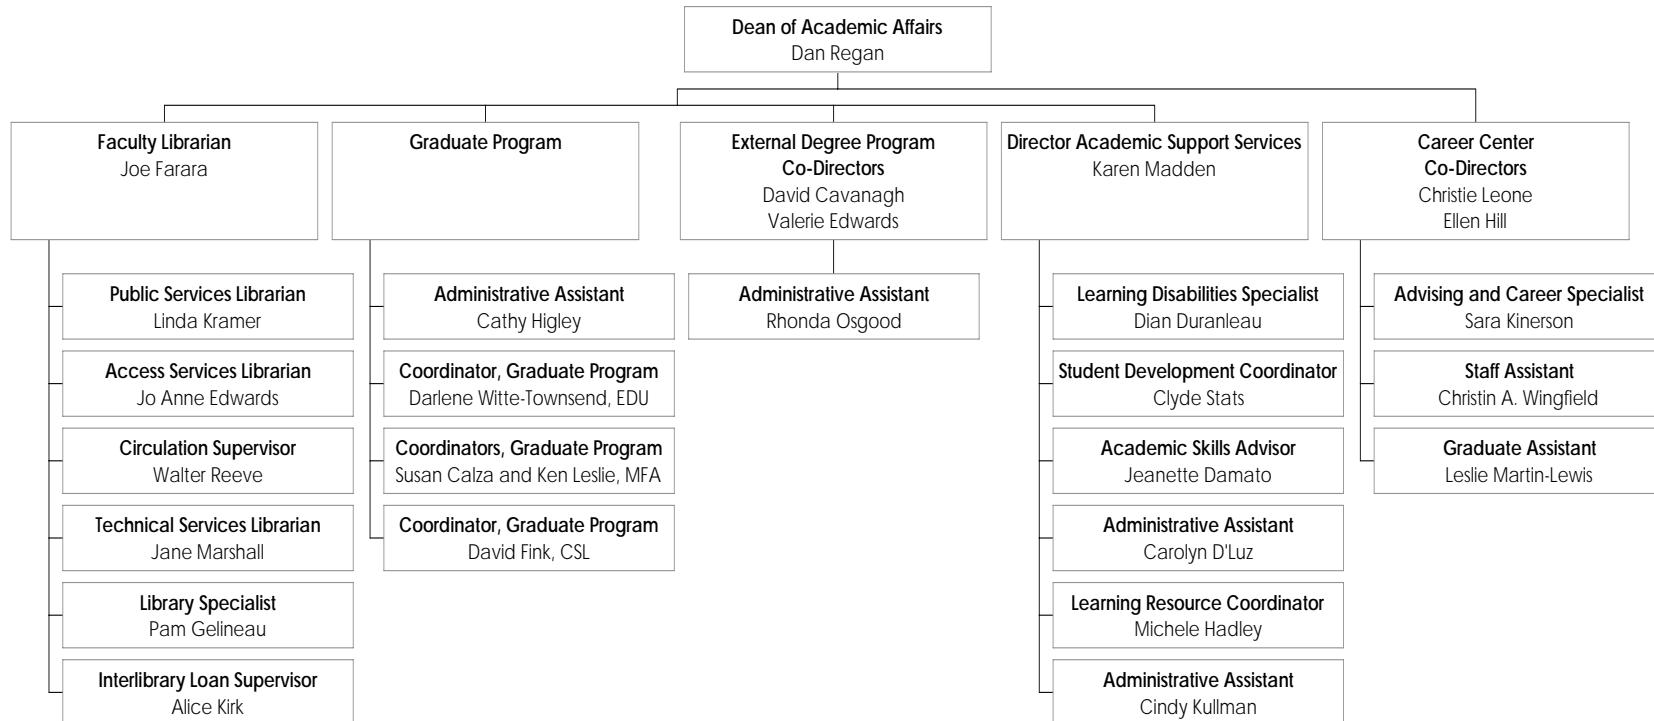 Dean of Academic Affairs
Dan Regan
Faculty Librarian
Joe Farara
Graduate Program
External Degree Program
Co-Directors
David Cavanagh
Valerie Edwards
Director Academic Support Services
Karen Madden
Career Center
Co-Directors
Christie Leone
Ellen Hill
Public Services Librarian
Linda Kramer
Access Services Librarian
Jo Anne Edwards
Circulation Supervisor
Walter Reeve
Technical Services Librarian
Jane Marshall
Library Specialist
Pam Gelineau
Interlibrary Loan Supervisor
Alice Kirk
Administrative Assistant
Cathy Higley
Coordinator, Graduate Program
Darlene Witte-Townsend, EDU
Coordinators, Graduate Program
Susan Calza and Ken Leslie, MFA
Coordinator, Graduate Program
David Fink, CSL
Administrative Assistant
Rhonda Osgood
Learning Disabilities Specialist
Dian Duranleau
Student Development Coordinator
Clyde Stats
Academic Skills Advisor
Jeanette Damato
Administrative Assistant
Carolyn D'Luz
Learning Resource Coordinator
Michele Hadley
Administrative Assistant
Cindy Kullman
Advising and Career Specialist
Sara Kinerson
Staff Assistant
Christin A. Wingfield
Graduate Assistant
Leslie Martin-Lewis